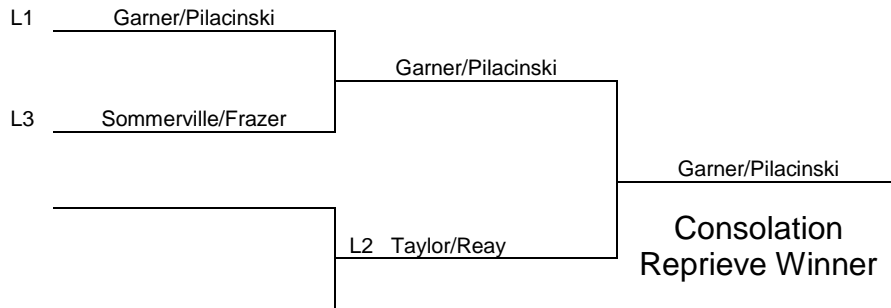 L1 Garner/Pilacinski
Garner/Pilacinski
L3 Sommerville/Frazer
Garner/Pilacinski
L2 Taylor/Reay
Consolation
Reprieve Winner